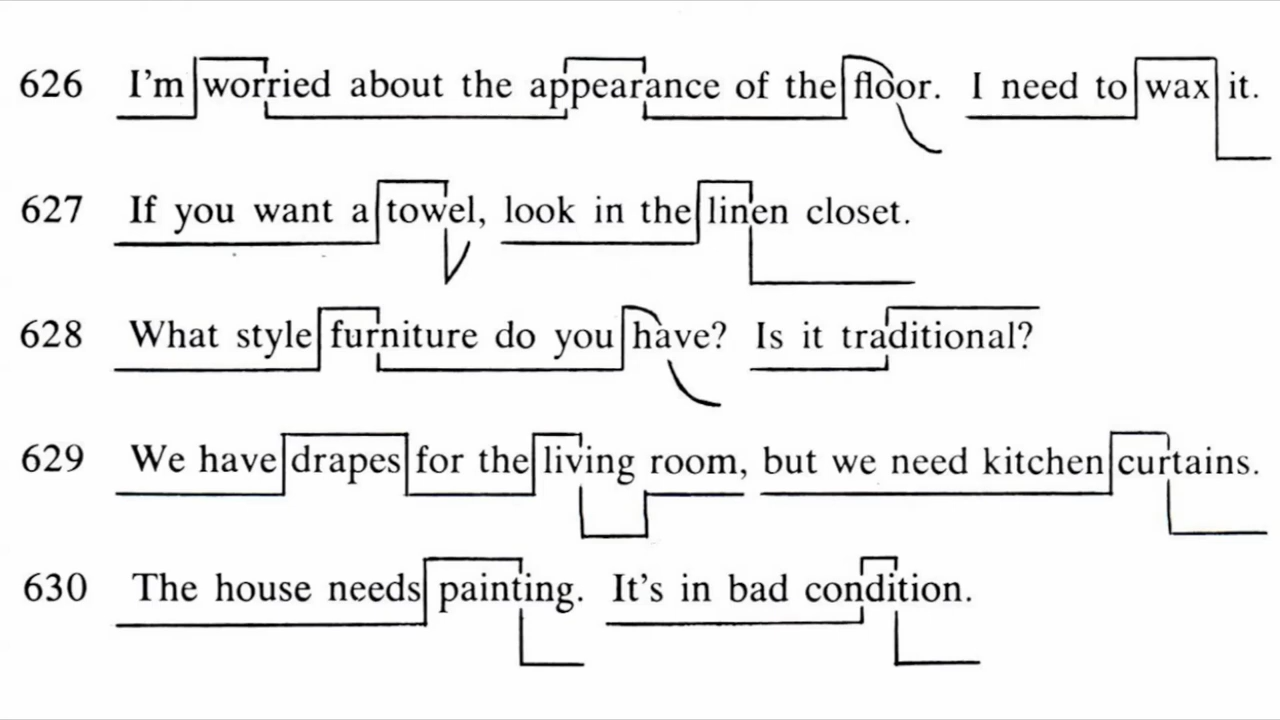 626 I'm worried about the appearance of the floor. I need to wax it.
627 If you want a towel, look in the linen closet.
628 What style furniture do you have? Is it traditional?
629 We have drapes for the living room, but we need kitchen curtains.
630 The house needs painting. It's in bad condition.